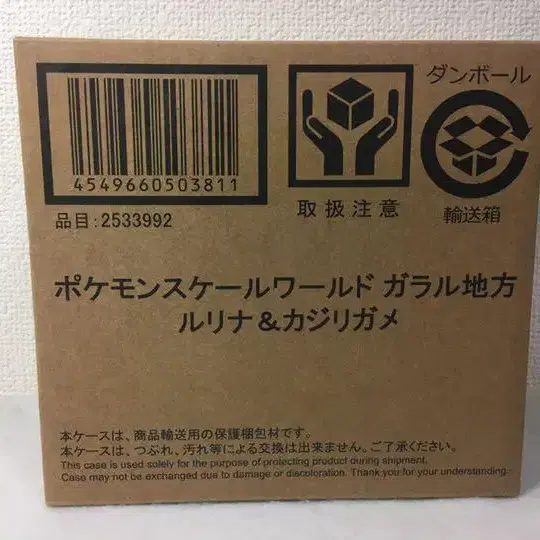 4549660503811
品目:2533992
取扱注意
ダンボール
輸送箱
ポケモンスケールワールド ガラル地方
ルリナ&カジリガメ
本ケースは、商品輸送用の保護梱包材です。
本ケースは、つぶれ、汚れ等による交換は出来ません。ご了承ください。
This case is used solely for the purpose of protecting product during shipment.
Case may not be exchanged due to damage or discoloration. Thank you for your understanding.